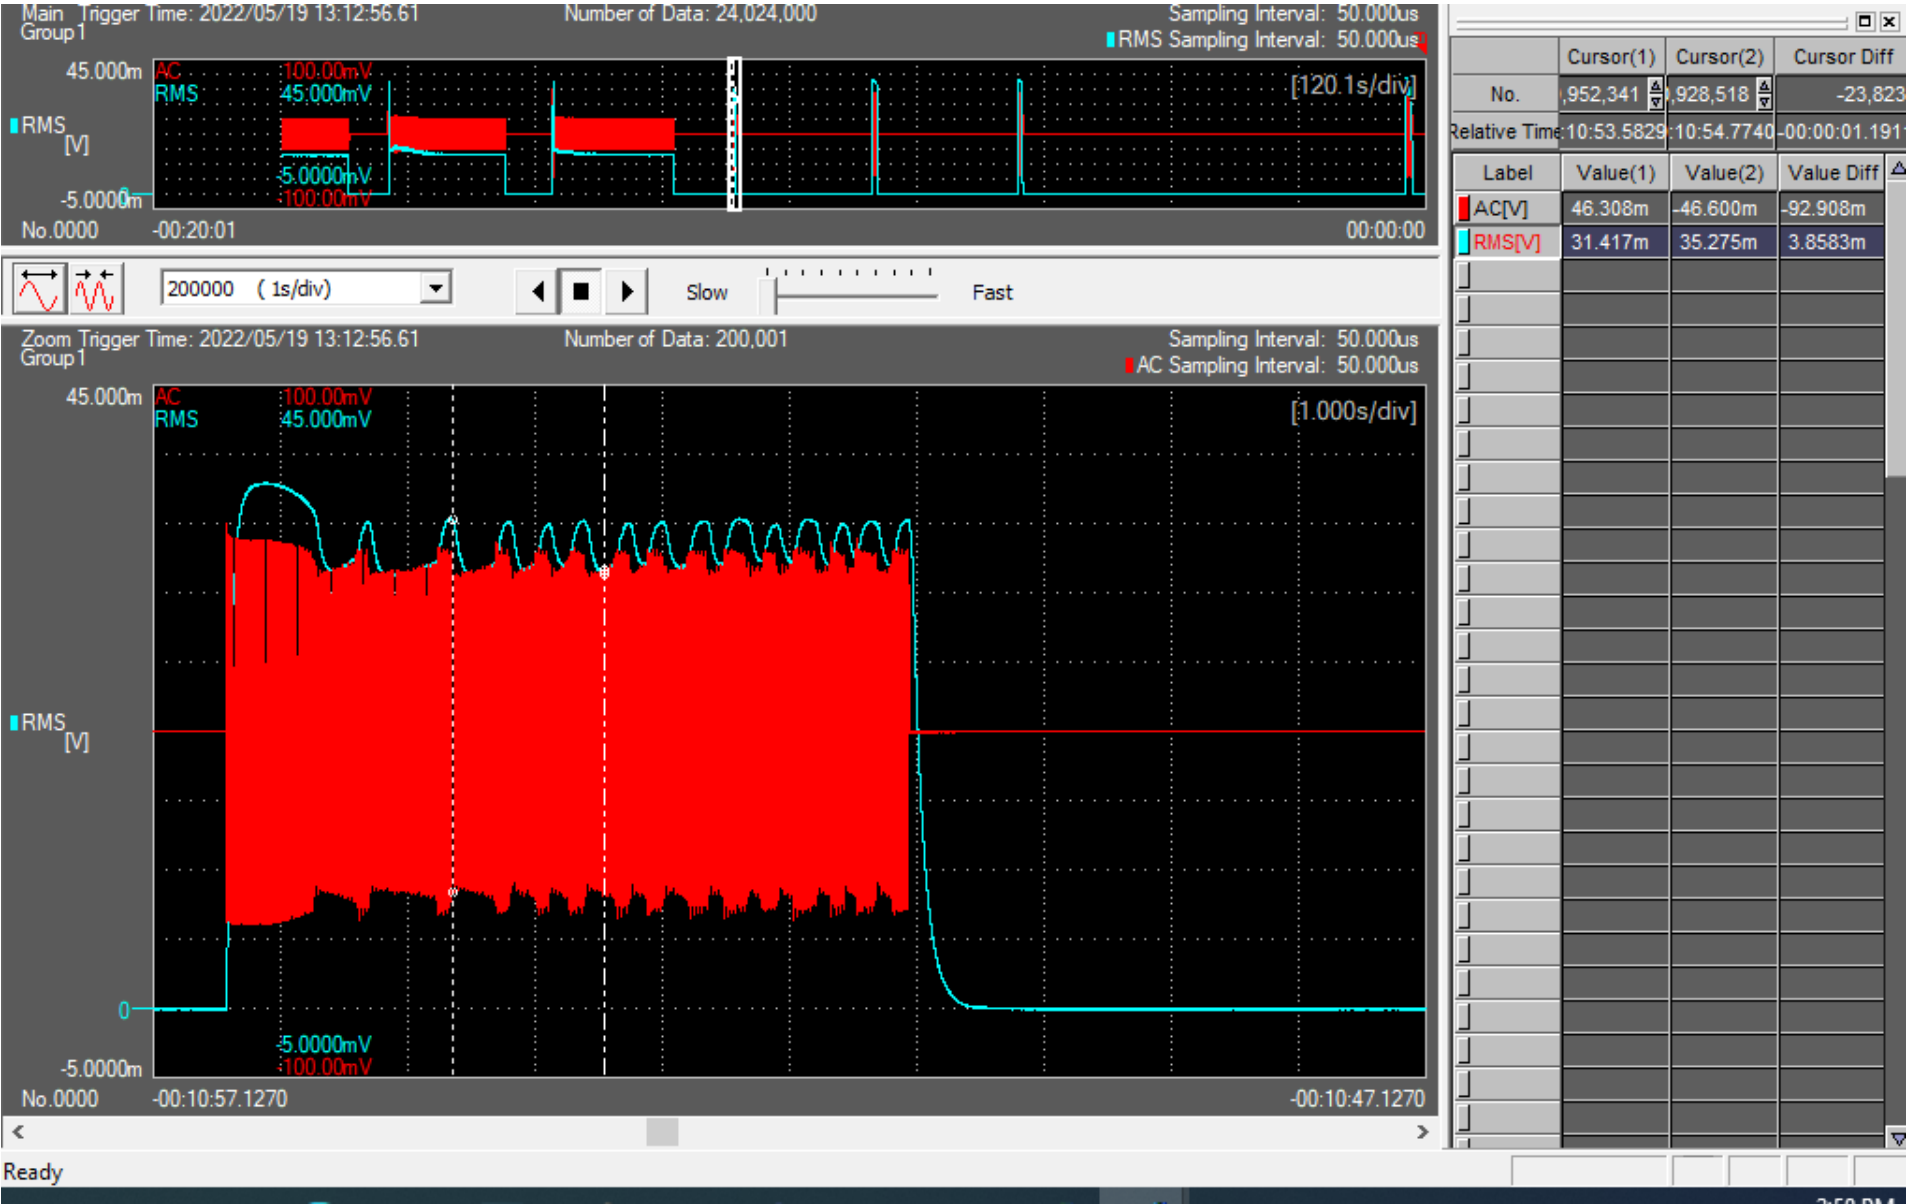 Main Trigger Time: 2022/05/19 13:12:56.61 Number of Data: 24,024,000 Sampling Interval: 50.000us
Group1 RMS Sampling Interval: 50.000us
45.000m AC 100.00mV [120.1s/div]
RMS 45.000mV
RMS
[V]
-5.0000mV
-5.0000m 0 -100.00mV
No.0000 -00:20:01 00:00:00
200000 ( 1s/div) Slow Fast
Zoom Trigger Time: 2022/05/19 13:12:56.61 Number of Data: 200,001 Sampling Interval: 50.000us
Group1 AC Sampling Interval: 50.000us
45.000m AC 100.00mV [1.000s/div]
RMS 45.000mV
RMS
[V]
0
-5.0000mV
-5.0000m -100.00mV
No.0000 -00:10:57.1270 -00:10:47.1270
Ready
Cursor(1) Cursor(2) Cursor Diff
No. ,952,341 ,928,518 -23,823
Relative Time :10:53.5829 :10:54.7740 -00:00:01.191
Label Value(1) Value(2) Value Diff
AC[V] 46.308m -46.600m -92.908m
RMS[V] 31.417m 35.275m 3.8583m